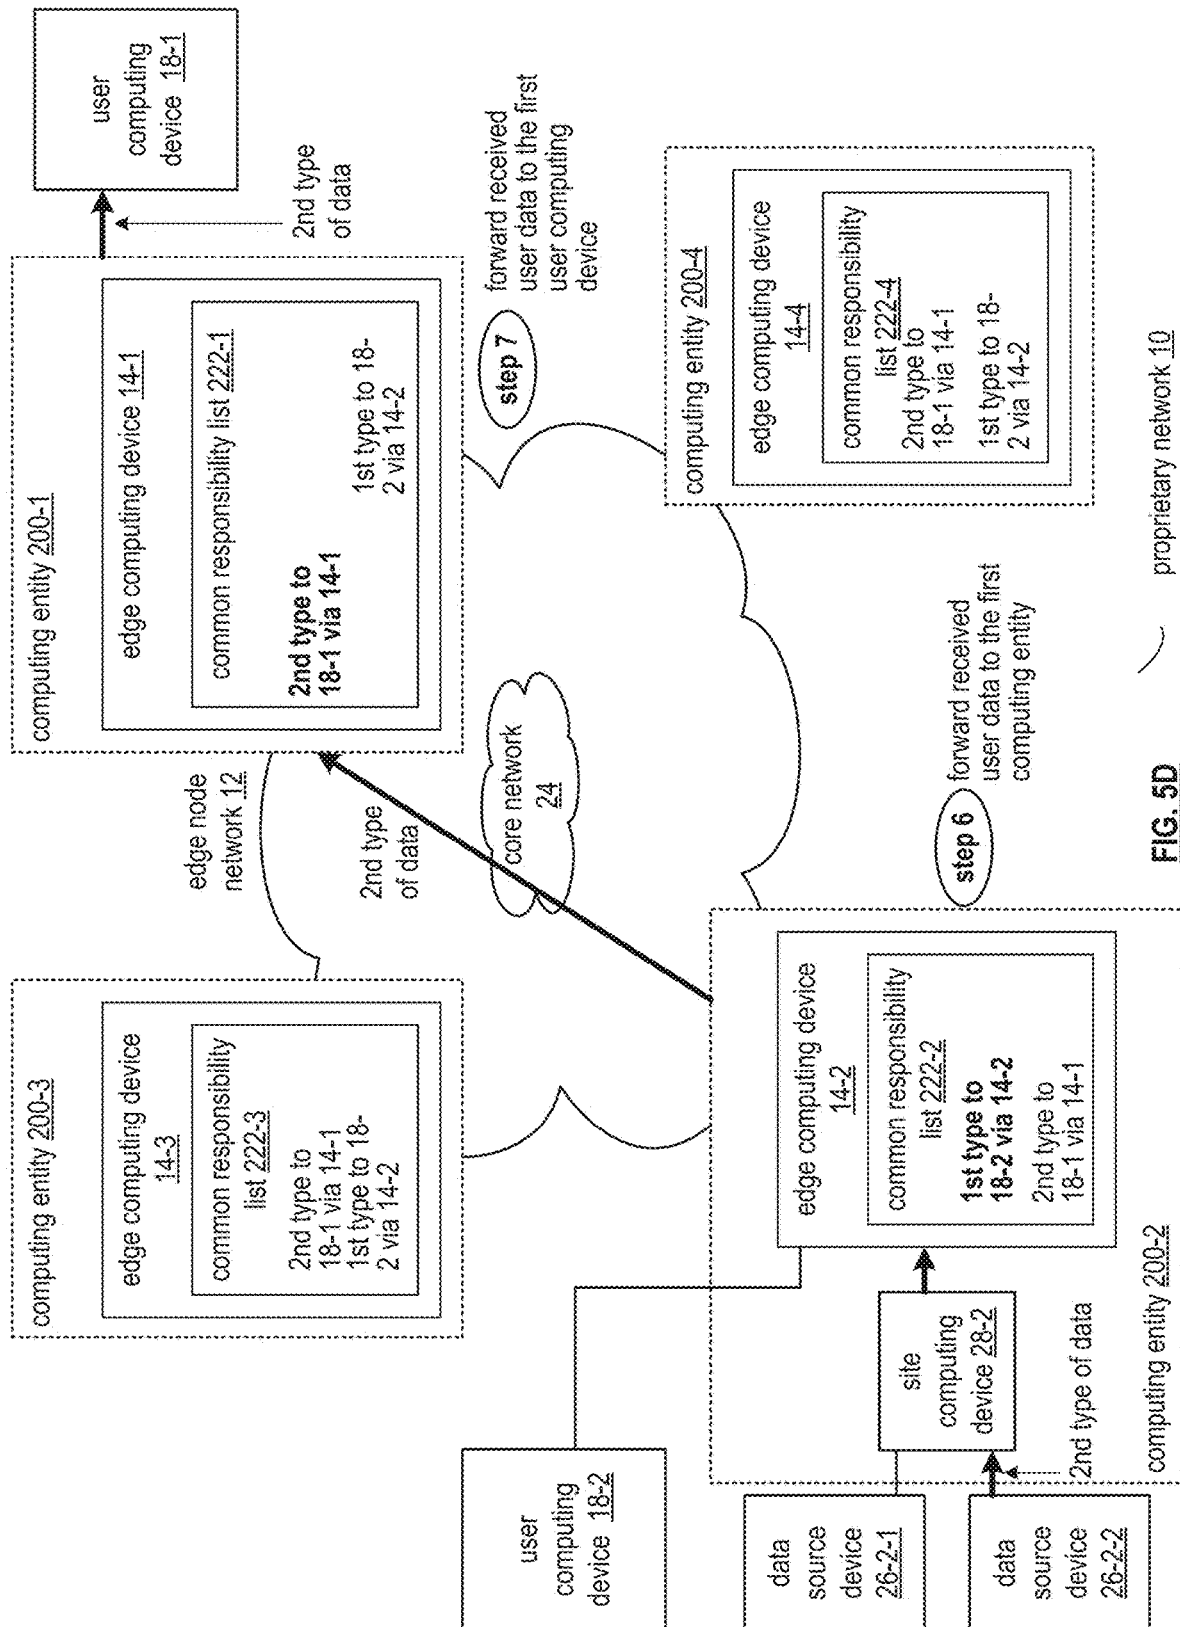 computing entity 200-3
edge computing device
14-3
common responsibility
list 222-3
2nd type to
18-1 via 14-1
1st type to 18-
2 via 14-2
edge node
network 12
computing entity 200-1
edge computing device 14-1
common responsibility list 222-1
2nd type to
18-1 via 14-1
1st type to 18-
2 via 14-2
user
computing
device 18-1
2nd type
of data
2nd type
of data
core network
24
step 7
forward received
user data to the first
user computing
device
user
computing
device 18-2
data
source
device
26-2-1
data
source
device
26-2-2
site
computing
device 28-2
2nd type of data
computing entity 200-2
edge computing device
14-2
common responsibility
list 222-2
1st type to
18-2 via 14-2
2nd type to
18-1 via 14-1
step 6
forward received
user data to the first
computing entity
computing entity 200-4
edge computing device
14-4
common responsibility
list 222-4
2nd type to
18-1 via 14-1
1st type to 18-
2 via 14-2
proprietary network 10
FIG. 5D